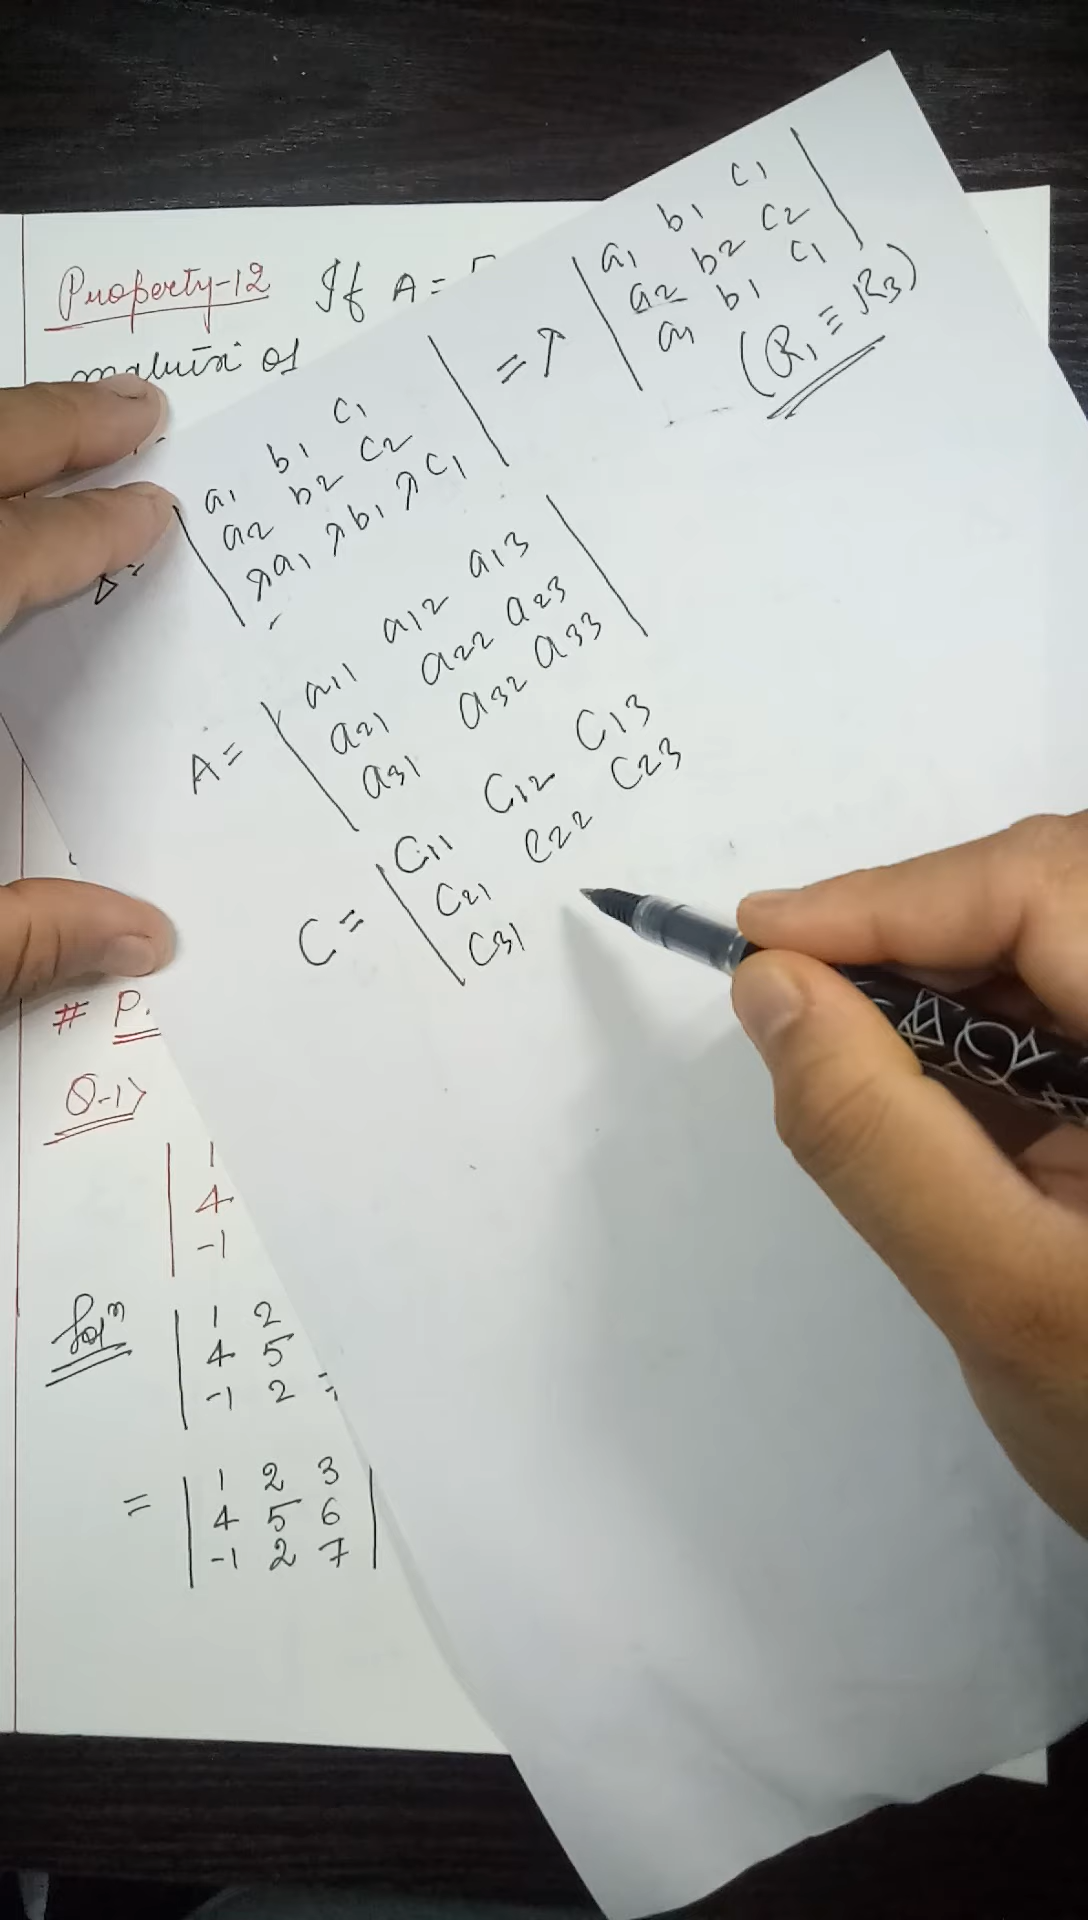 Property-12 If A=
matrix of
Δ= | a1 b1 c1
a2 b2 c2
λa1 λb1 λc1 | = λ | a1 b1 c1
a2 b2 c2
a1 b1 c1 |
(R1 ≡ R3)
A= | a11 a12 a13
a21 a22 a23
a31 a32 a33 |
C= | C11 C12 C13
C21 C22 C23
C31
# P.
Q-1>
| 1
4
-1
Solⁿ | 1 2
4 5
-1 2
= | 1 2 3
4 5 6
-1 2 7 |